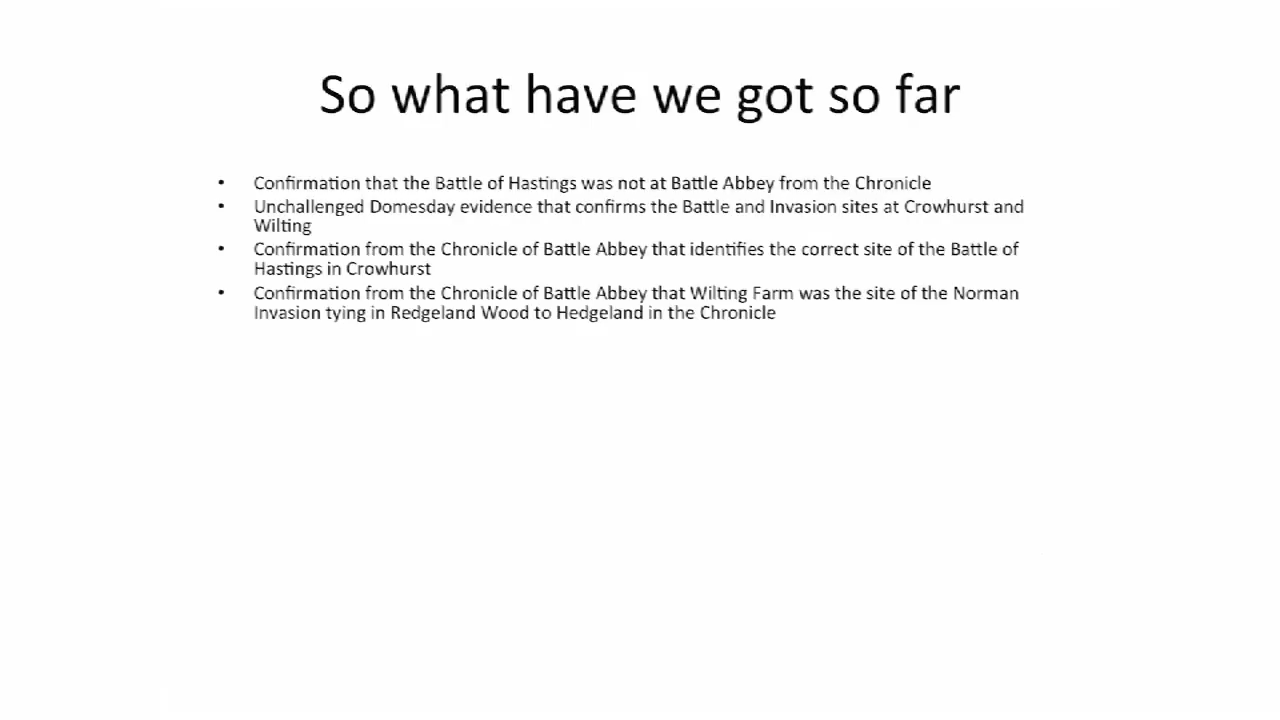 So what have we got so far
• Confirmation that the Battle of Hastings was not at Battle Abbey from the Chronicle
• Unchallenged Domesday evidence that confirms the Battle and Invasion sites at Crowhurst and
Wilting
• Confirmation from the Chronicle of Battle Abbey that identifies the correct site of the Battle of
Hastings in Crowhurst
• Confirmation from the Chronicle of Battle Abbey that Wilting Farm was the site of the Norman
Invasion tying in Redgeland Wood to Hedgeland in the Chronicle